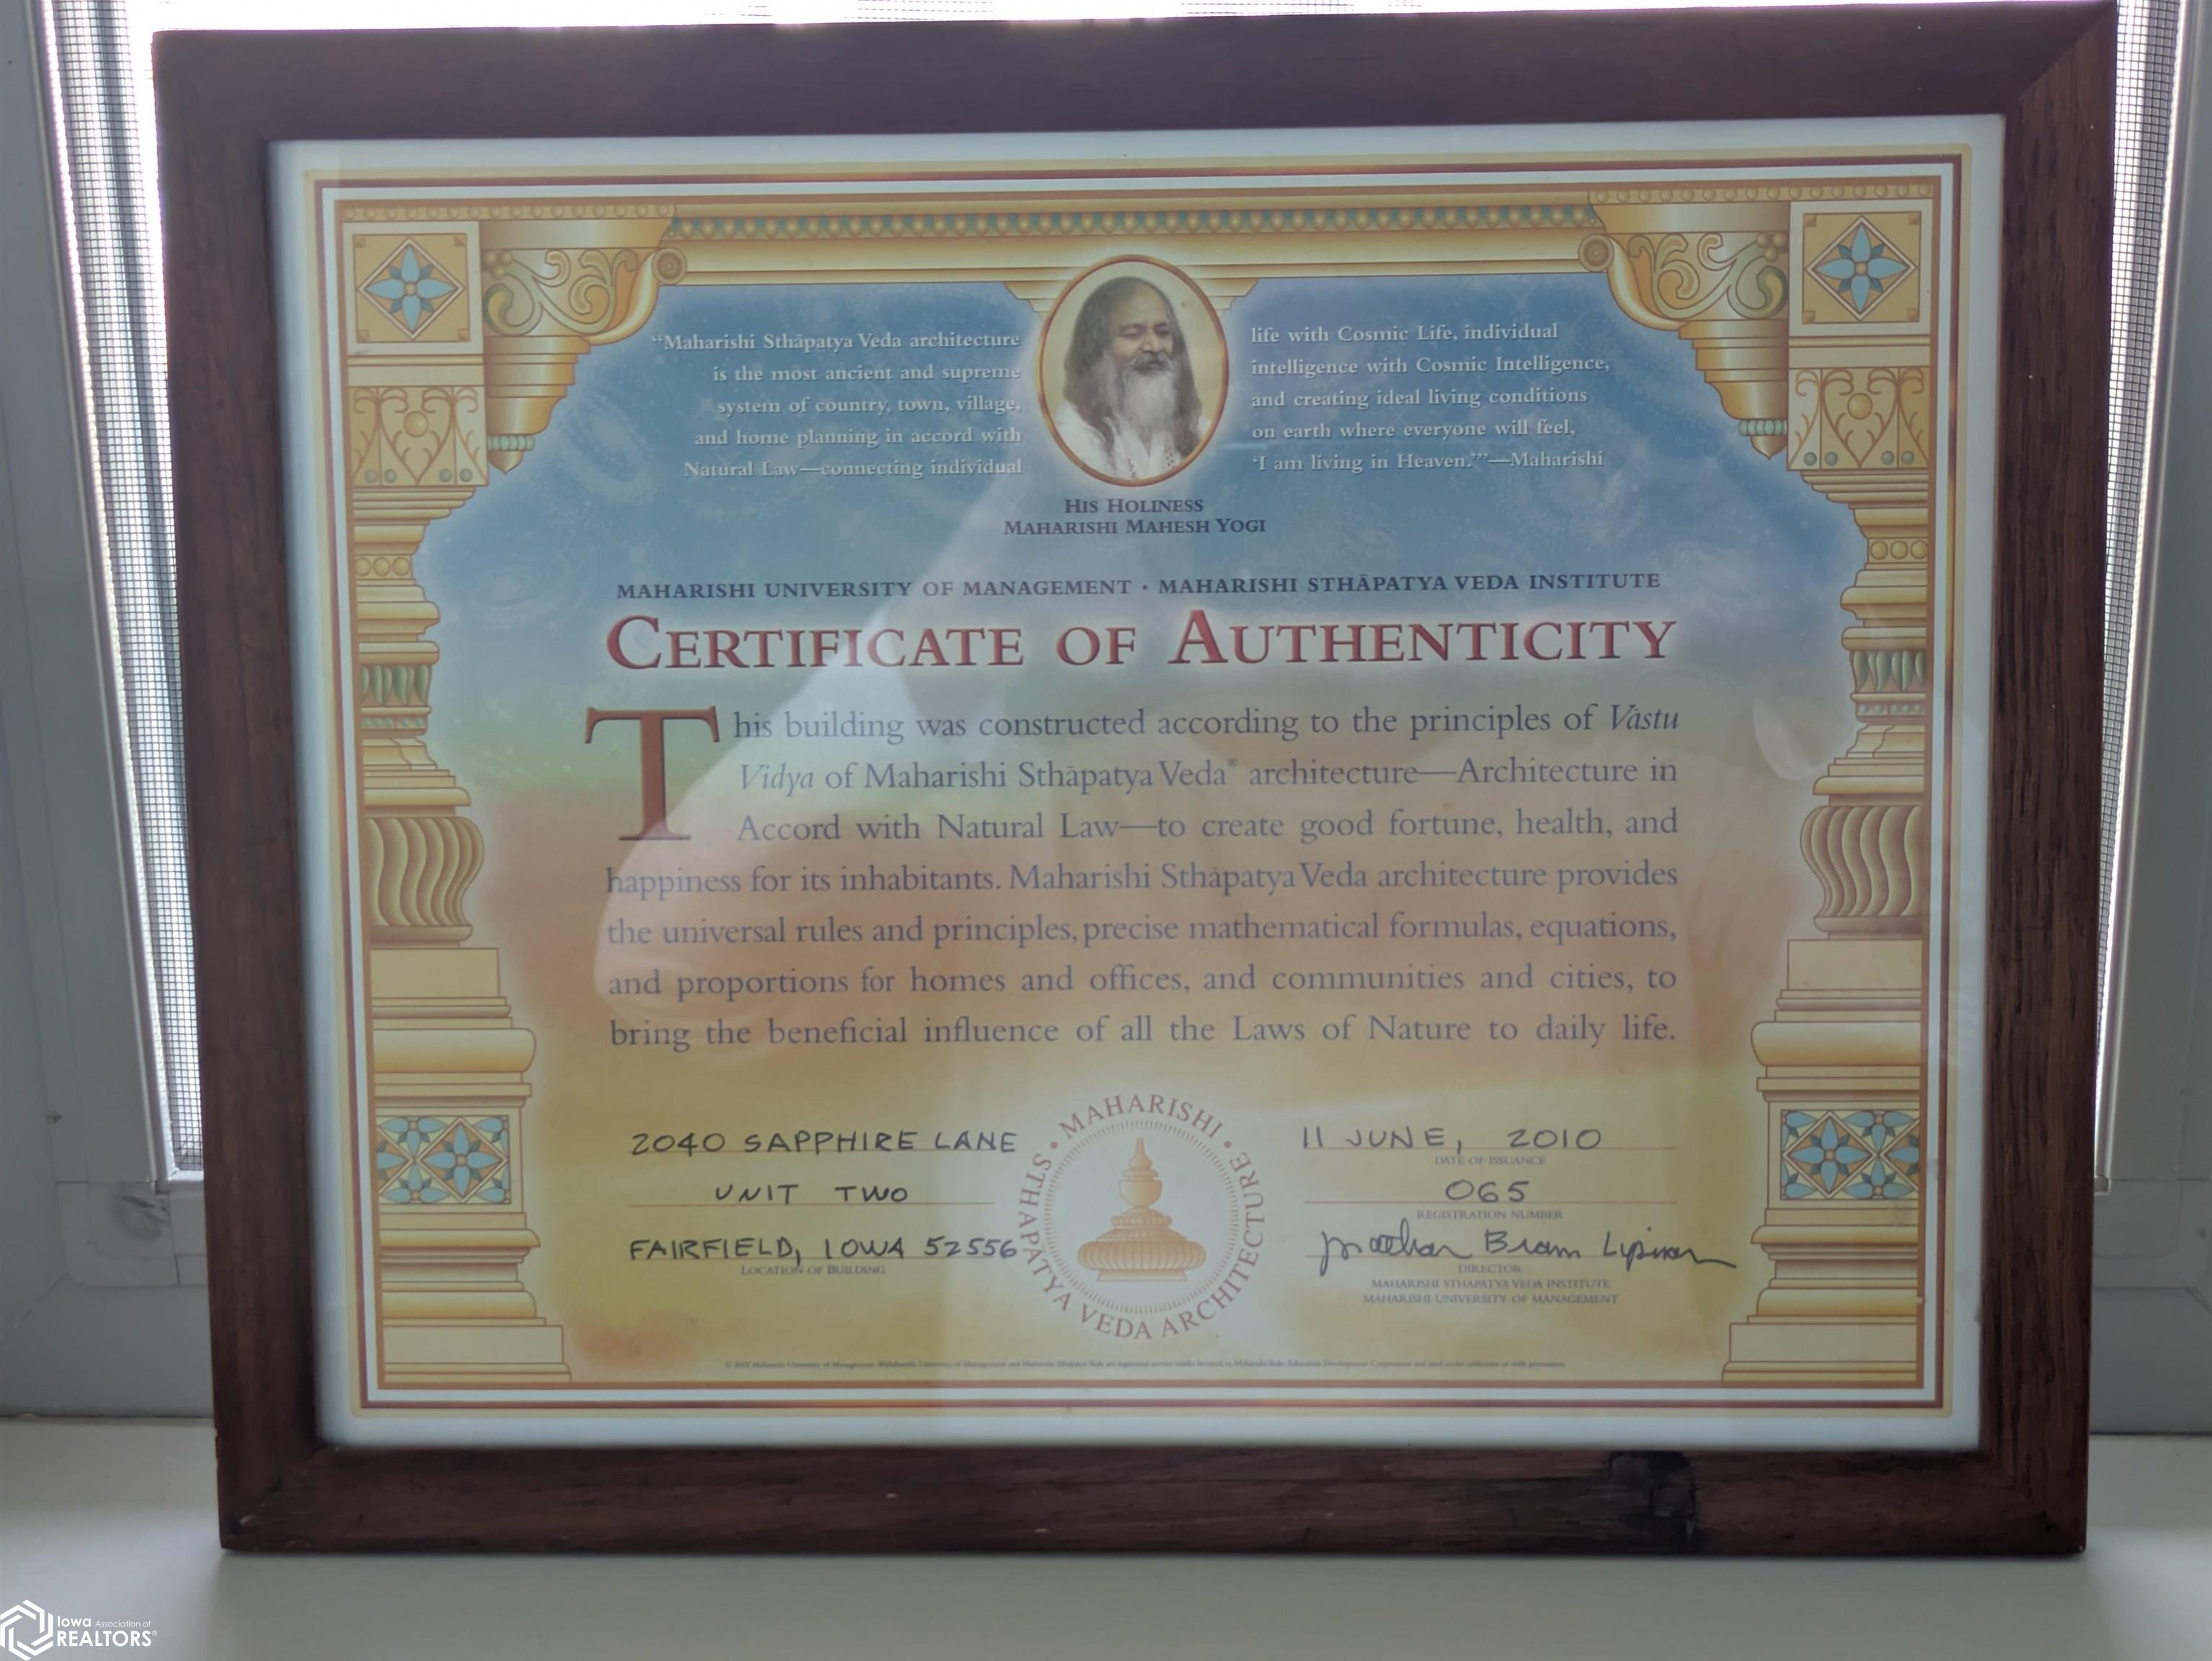 “Maharishi Sthāpatya Veda architecture
is the most ancient and supreme
system of country, town, village,
and home planning in accord with
Natural Law—connecting individual
life with Cosmic Life, individual
intelligence with Cosmic Intelligence,
and creating ideal living conditions
on earth where everyone will feel,
‘I am living in Heaven.’”—Maharishi
HIS HOLINESS
MAHARISHI MAHESH YOGI
MAHARISHI UNIVERSITY OF MANAGEMENT • MAHARISHI STHĀPATYA VEDA INSTITUTE
CERTIFICATE OF AUTHENTICITY
This building was constructed according to the principles of Vāstu
Vidya of Maharishi Sthāpatya Veda® architecture—Architecture in
Accord with Natural Law—to create good fortune, health, and
happiness for its inhabitants. Maharishi Sthāpatya Veda architecture provides
the universal rules and principles, precise mathematical formulas, equations,
and proportions for homes and offices, and communities and cities, to
bring the beneficial influence of all the Laws of Nature to daily life.
2040 SAPPHIRE LANE
UNIT TWO
FAIRFIELD, IOWA 52556
LOCATION OF BUILDING
• MAHARISHI • STHAPATYA VEDA ARCHITECTURE
11 JUNE, 2010
DATE OF ISSUANCE
065
REGISTRATION NUMBER
Bram Lipman
DIRECTOR
MAHARISHI STHAPATYA VEDA INSTITUTE
MAHARISHI UNIVERSITY OF MANAGEMENT
Iowa Association of
REALTORS®